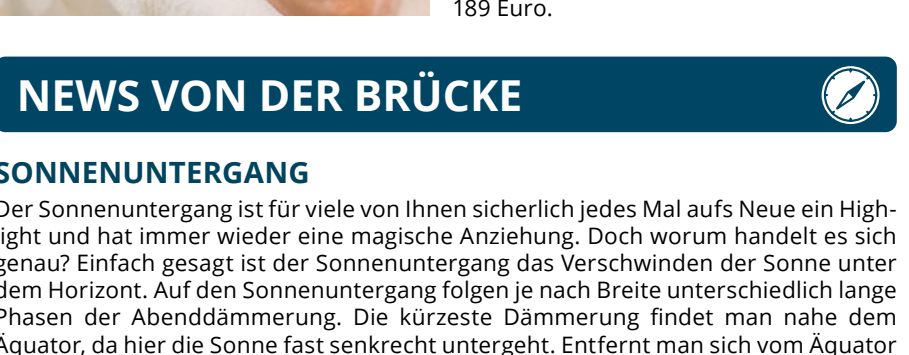 189 Euro.
NEWS VON DER BRÜCKE
SONNENUNTERGANG
Der Sonnenuntergang ist für viele von Ihnen sicherlich jedes Mal aufs Neue ein High-
light und hat immer wieder eine magische Anziehung. Doch worum handelt es sich
genau? Einfach gesagt ist der Sonnenuntergang das Verschwinden der Sonne unter
dem Horizont. Auf den Sonnenuntergang folgen je nach Breite unterschiedlich lange
Phasen der Abenddämmerung. Die kürzeste Dämmerung findet man nahe dem
Äquator, da hier die Sonne fast senkrecht untergeht. Entfernt man sich vom Äquator